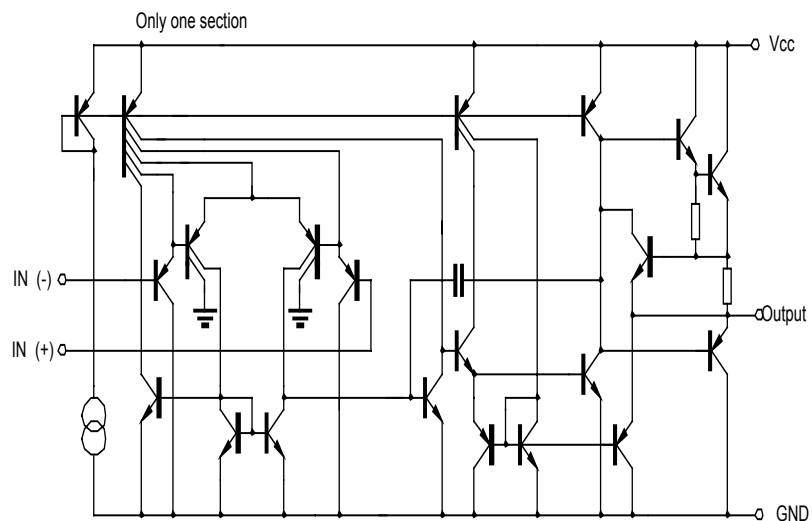 Only one section
Vcc
IN (-)
Output
IN (+)
GND